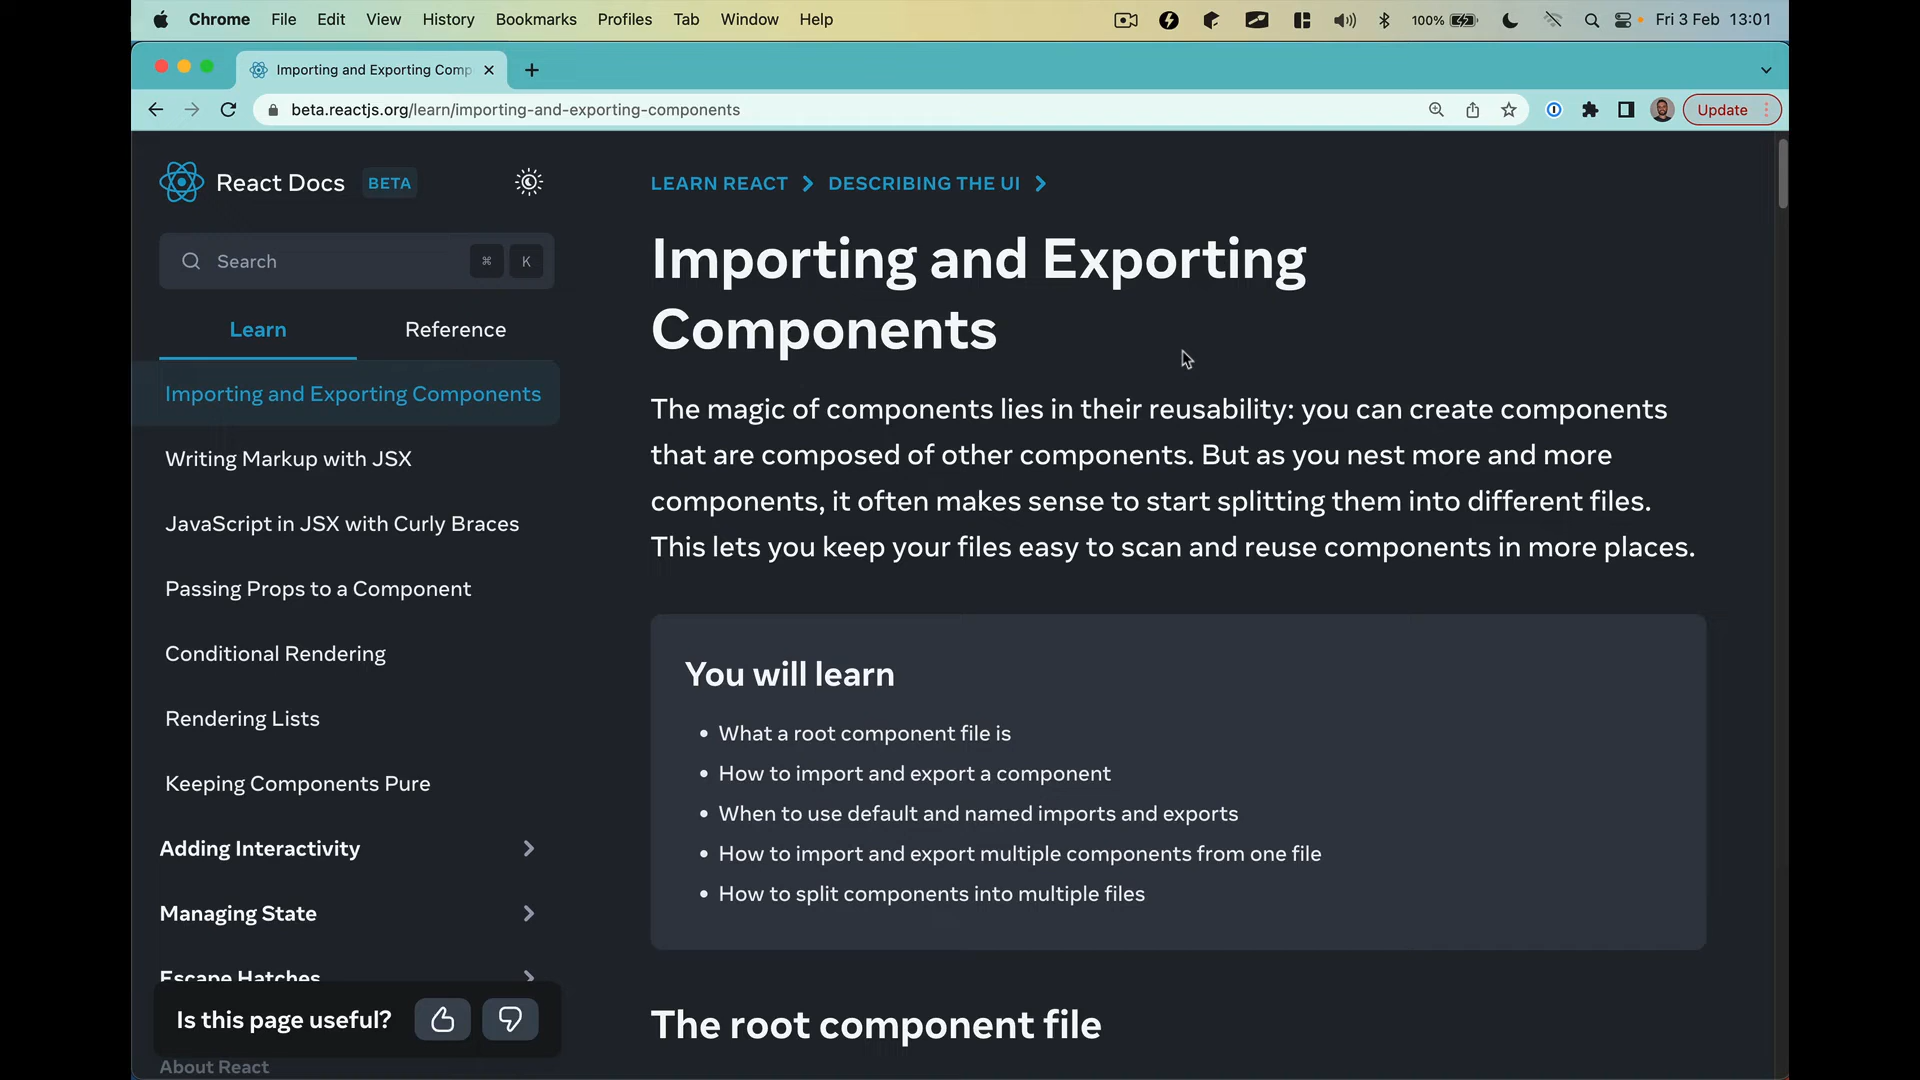 Chrome File Edit View History Bookmarks Profiles Tab Window Help 100% Fri 3 Feb 13:01
Importing and Exporting Comp
beta.reactjs.org/learn/importing-and-exporting-components Update
React Docs BETA
Search ⌘ K
Learn Reference
Importing and Exporting Components
Writing Markup with JSX
JavaScript in JSX with Curly Braces
Passing Props to a Component
Conditional Rendering
Rendering Lists
Keeping Components Pure
Adding Interactivity
Managing State
Escape Hatches
Is this page useful?
About React
LEARN REACT DESCRIBING THE UI
Importing and Exporting
Components
The magic of components lies in their reusability: you can create components
that are composed of other components. But as you nest more and more
components, it often makes sense to start splitting them into different files.
This lets you keep your files easy to scan and reuse components in more places.
You will learn
• What a root component file is
• How to import and export a component
• When to use default and named imports and exports
• How to import and export multiple components from one file
• How to split components into multiple files
The root component file